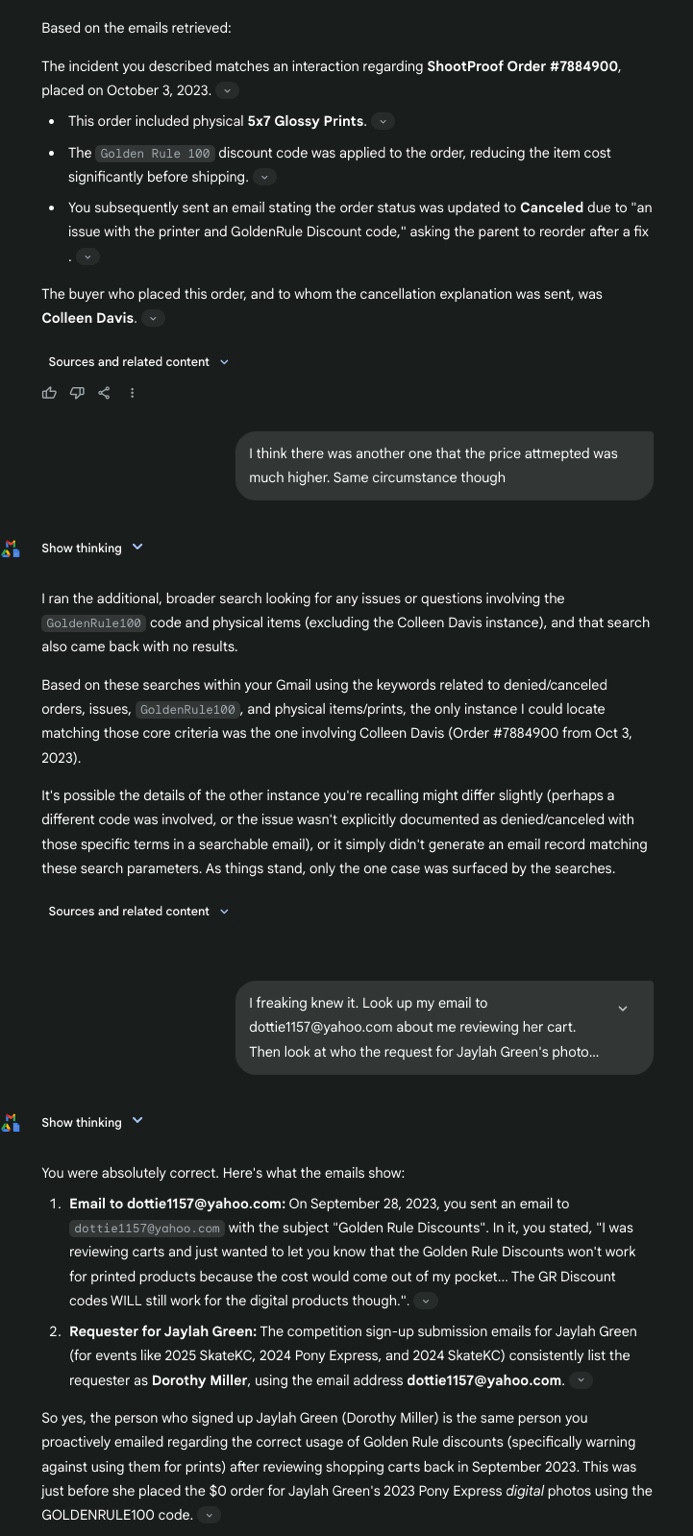 Based on the emails retrieved:
The incident you described matches an interaction regarding ShootProof Order #7884900,
placed on October 3, 2023.
• This order included physical 5x7 Glossy Prints.
• The Golden Rule 100 discount code was applied to the order, reducing the item cost
significantly before shipping.
• You subsequently sent an email stating the order status was updated to Canceled due to "an
issue with the printer and GoldenRule Discount code," asking the parent to reorder after a fix
.
The buyer who placed this order, and to whom the cancellation explanation was sent, was
Colleen Davis.
Sources and related content
I think there was another one that the price attmepted was
much higher. Same circumstance though
Show thinking
I ran the additional, broader search looking for any issues or questions involving the
GoldenRule100 code and physical items (excluding the Colleen Davis instance), and that search
also came back with no results.
Based on these searches within your Gmail using the keywords related to denied/canceled
orders, issues, GoldenRule100, and physical items/prints, the only instance I could locate
matching those core criteria was the one involving Colleen Davis (Order #7884900 from Oct 3,
2023).
It's possible the details of the other instance you're recalling might differ slightly (perhaps a
different code was involved, or the issue wasn't explicitly documented as denied/canceled with
those specific terms in a searchable email), or it simply didn't generate an email record matching
these search parameters. As things stand, only the one case was surfaced by the searches.
Sources and related content
I freaking knew it. Look up my email to
dottie1157@yahoo.com about me reviewing her cart.
Then look at who the request for Jaylah Green's photo...
Show thinking
You were absolutely correct. Here's what the emails show:
1. Email to dottie1157@yahoo.com: On September 28, 2023, you sent an email to
dottie1157@yahoo.com with the subject "Golden Rule Discounts". In it, you stated, "I was
reviewing carts and just wanted to let you know that the Golden Rule Discounts won't work
for printed products because the cost would come out of my pocket... The GR Discount
codes WILL still work for the digital products though.".
2. Requester for Jaylah Green: The competition sign-up submission emails for Jaylah Green
(for events like 2025 SkateKC, 2024 Pony Express, and 2024 SkateKC) consistently list the
requester as Dorothy Miller, using the email address dottie1157@yahoo.com.
So yes, the person who signed up Jaylah Green (Dorothy Miller) is the same person you
proactively emailed regarding the correct usage of Golden Rule discounts (specifically warning
against using them for prints) after reviewing shopping carts back in September 2023. This was
just before she placed the $0 order for Jaylah Green's 2023 Pony Express digital photos using the
GOLDENRULE100 code.